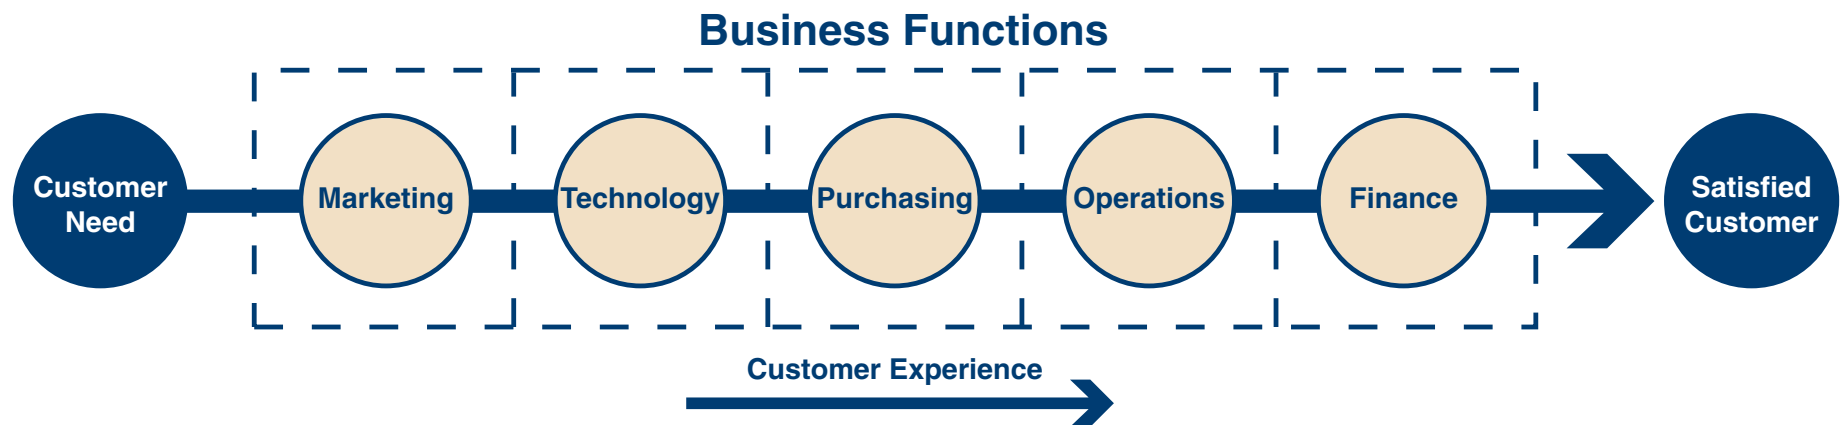 Business Functions
Customer
Need
Marketing
Technology
Purchasing
Operations
Finance
Satisfied
Customer
Customer Experience